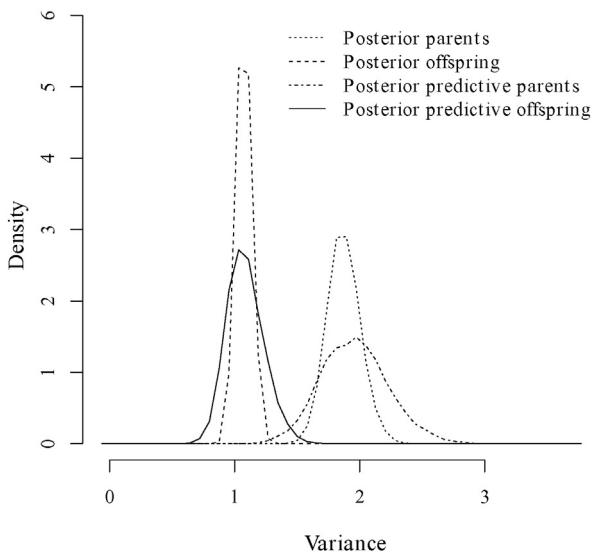 Posterior parents
Posterior offspring
Posterior predictive parents
Posterior predictive offspring
6
5
4
3
2
1
0
Density
0 1 2 3
Variance